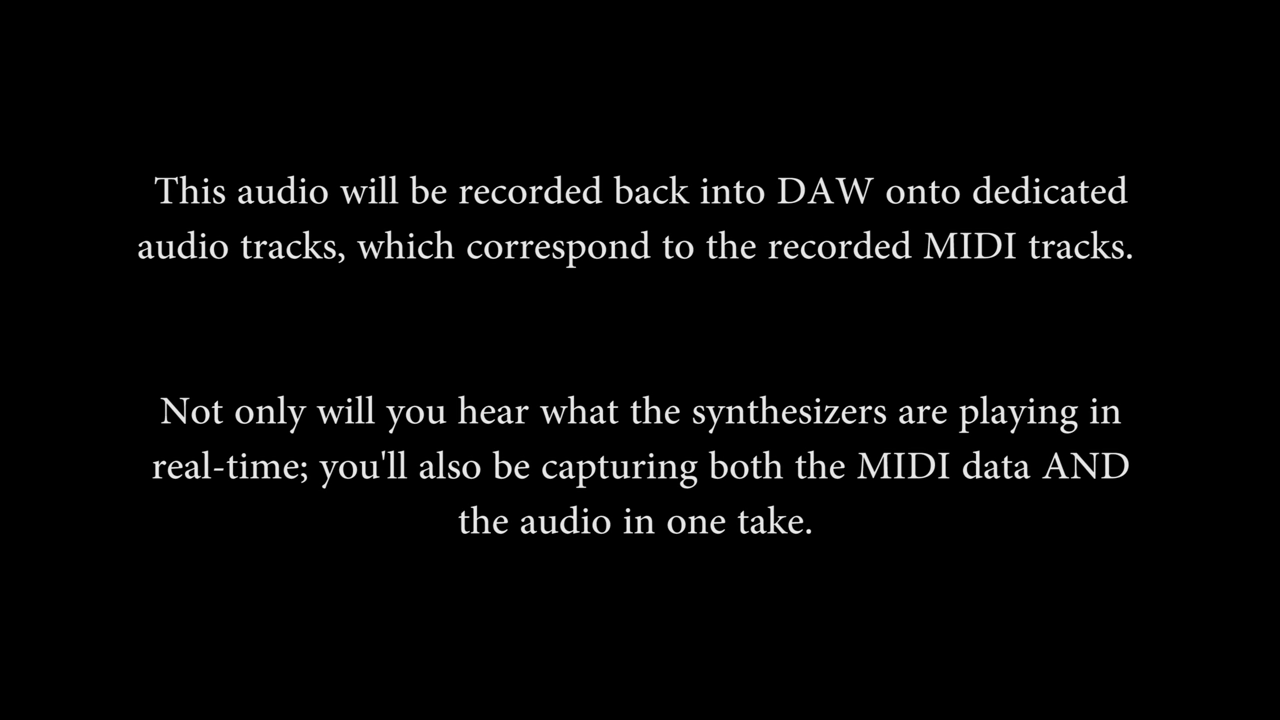 This audio will be recorded back into DAW onto dedicated
audio tracks, which correspond to the recorded MIDI tracks.
Not only will you hear what the synthesizers are playing in
real-time; you'll also be capturing both the MIDI data AND
the audio in one take.